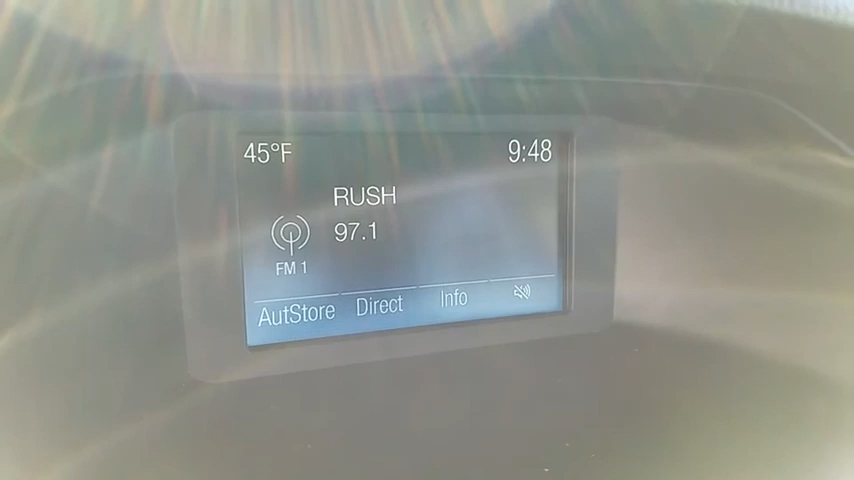 45°F 9:48
RUSH
97.1
FM 1
AutStore Direct Info